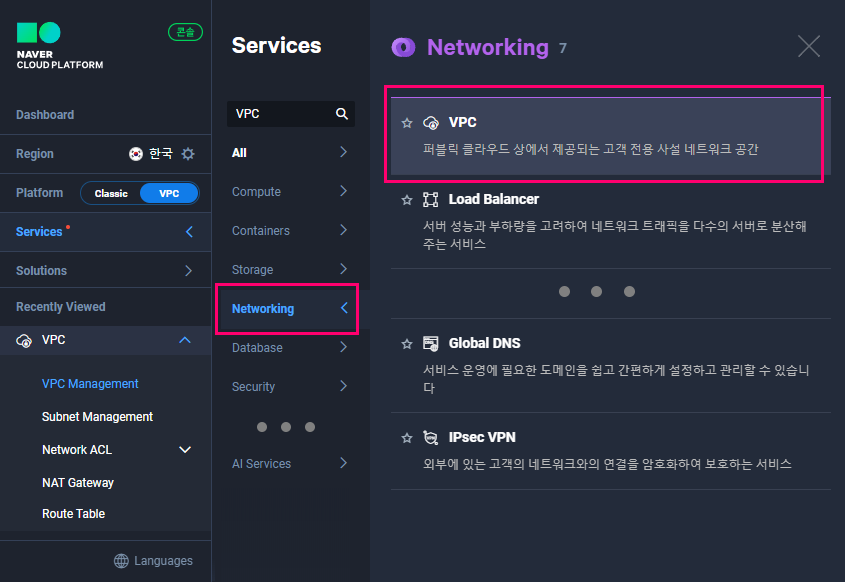 NAVER
CLOUD PLATFORM
콘솔
Dashboard
Region
한국
Platform
Classic
VPC
Services
Solutions
Recently Viewed
VPC
VPC Management
Subnet Management
Network ACL
NAT Gateway
Route Table
Languages
Services
VPC
All
Compute
Containers
Storage
Networking
Database
Security
AI Services
Networking 7
VPC
퍼블릭 클라우드 상에서 제공되는 고객 전용 사설 네트워크 공간
Load Balancer
서버 성능과 부하량을 고려하여 네트워크 트래픽을 다수의 서버로 분산해
주는 서비스
Global DNS
서비스 운영에 필요한 도메인을 쉽고 간편하게 설정하고 관리할 수 있습니
다
IPsec VPN
외부에 있는 고객의 네트워크와의 연결을 암호화하여 보호하는 서비스